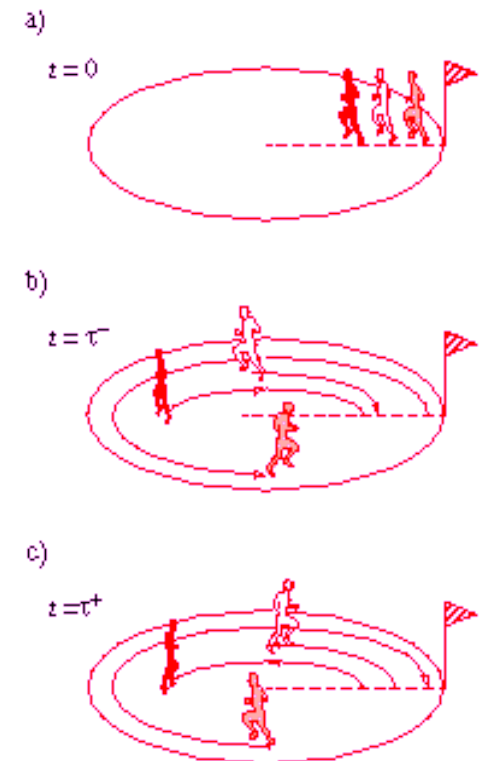 a)
t = 0
b)
t = τ⁻
c)
t = τ⁺